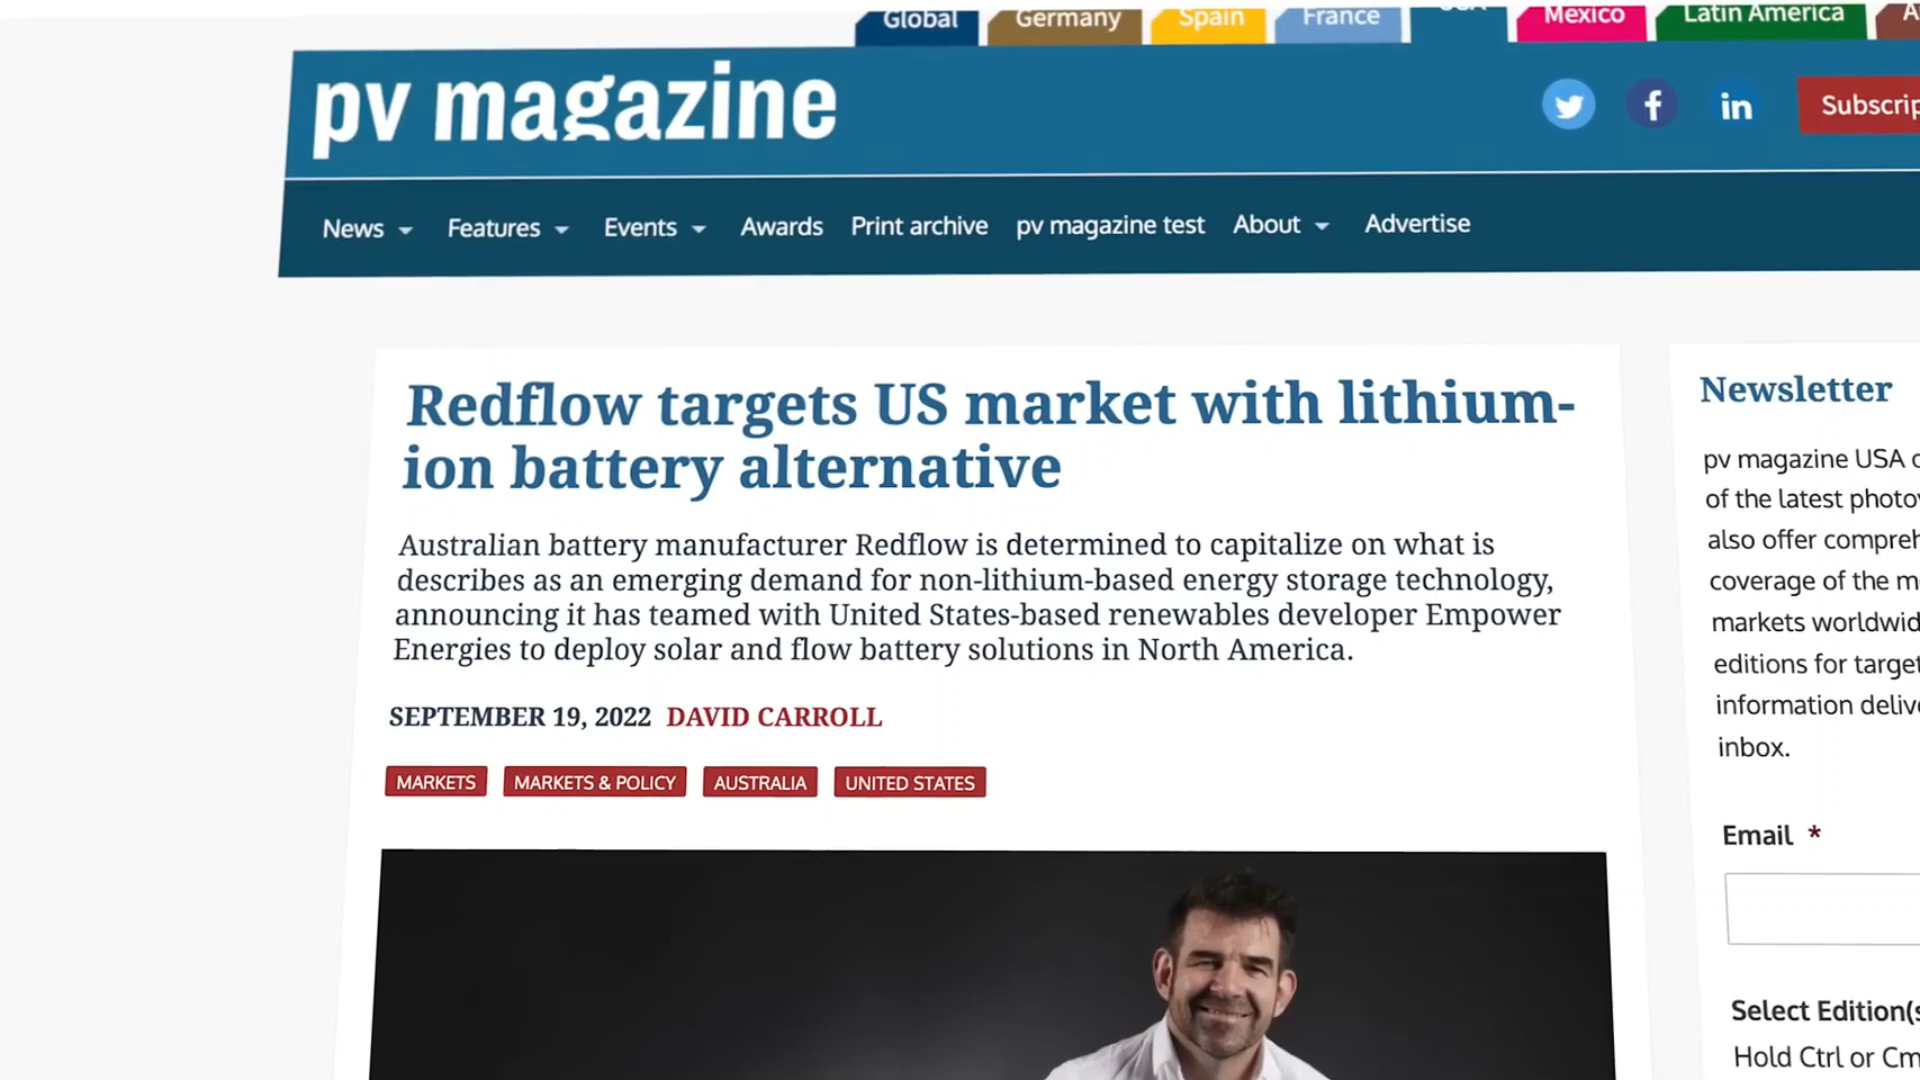 Global Germany Spain France USA Mexico Latin America
pv magazine
Subscrip
News Features Events Awards Print archive pv magazine test About Advertise
Redflow targets US market with lithium-
ion battery alternative
Australian battery manufacturer Redflow is determined to capitalize on what is
describes as an emerging demand for non-lithium-based energy storage technology,
announcing it has teamed with United States-based renewables developer Empower
Energies to deploy solar and flow battery solutions in North America.
SEPTEMBER 19, 2022 DAVID CARROLL
MARKETS MARKETS & POLICY AUSTRALIA UNITED STATES
Newsletter
pv magazine USA
of the latest photo
also offer compreh
coverage of the m
markets worldwid
editions for target
information delive
inbox.
Email *
Select Edition(s
Hold Ctrl or Cm